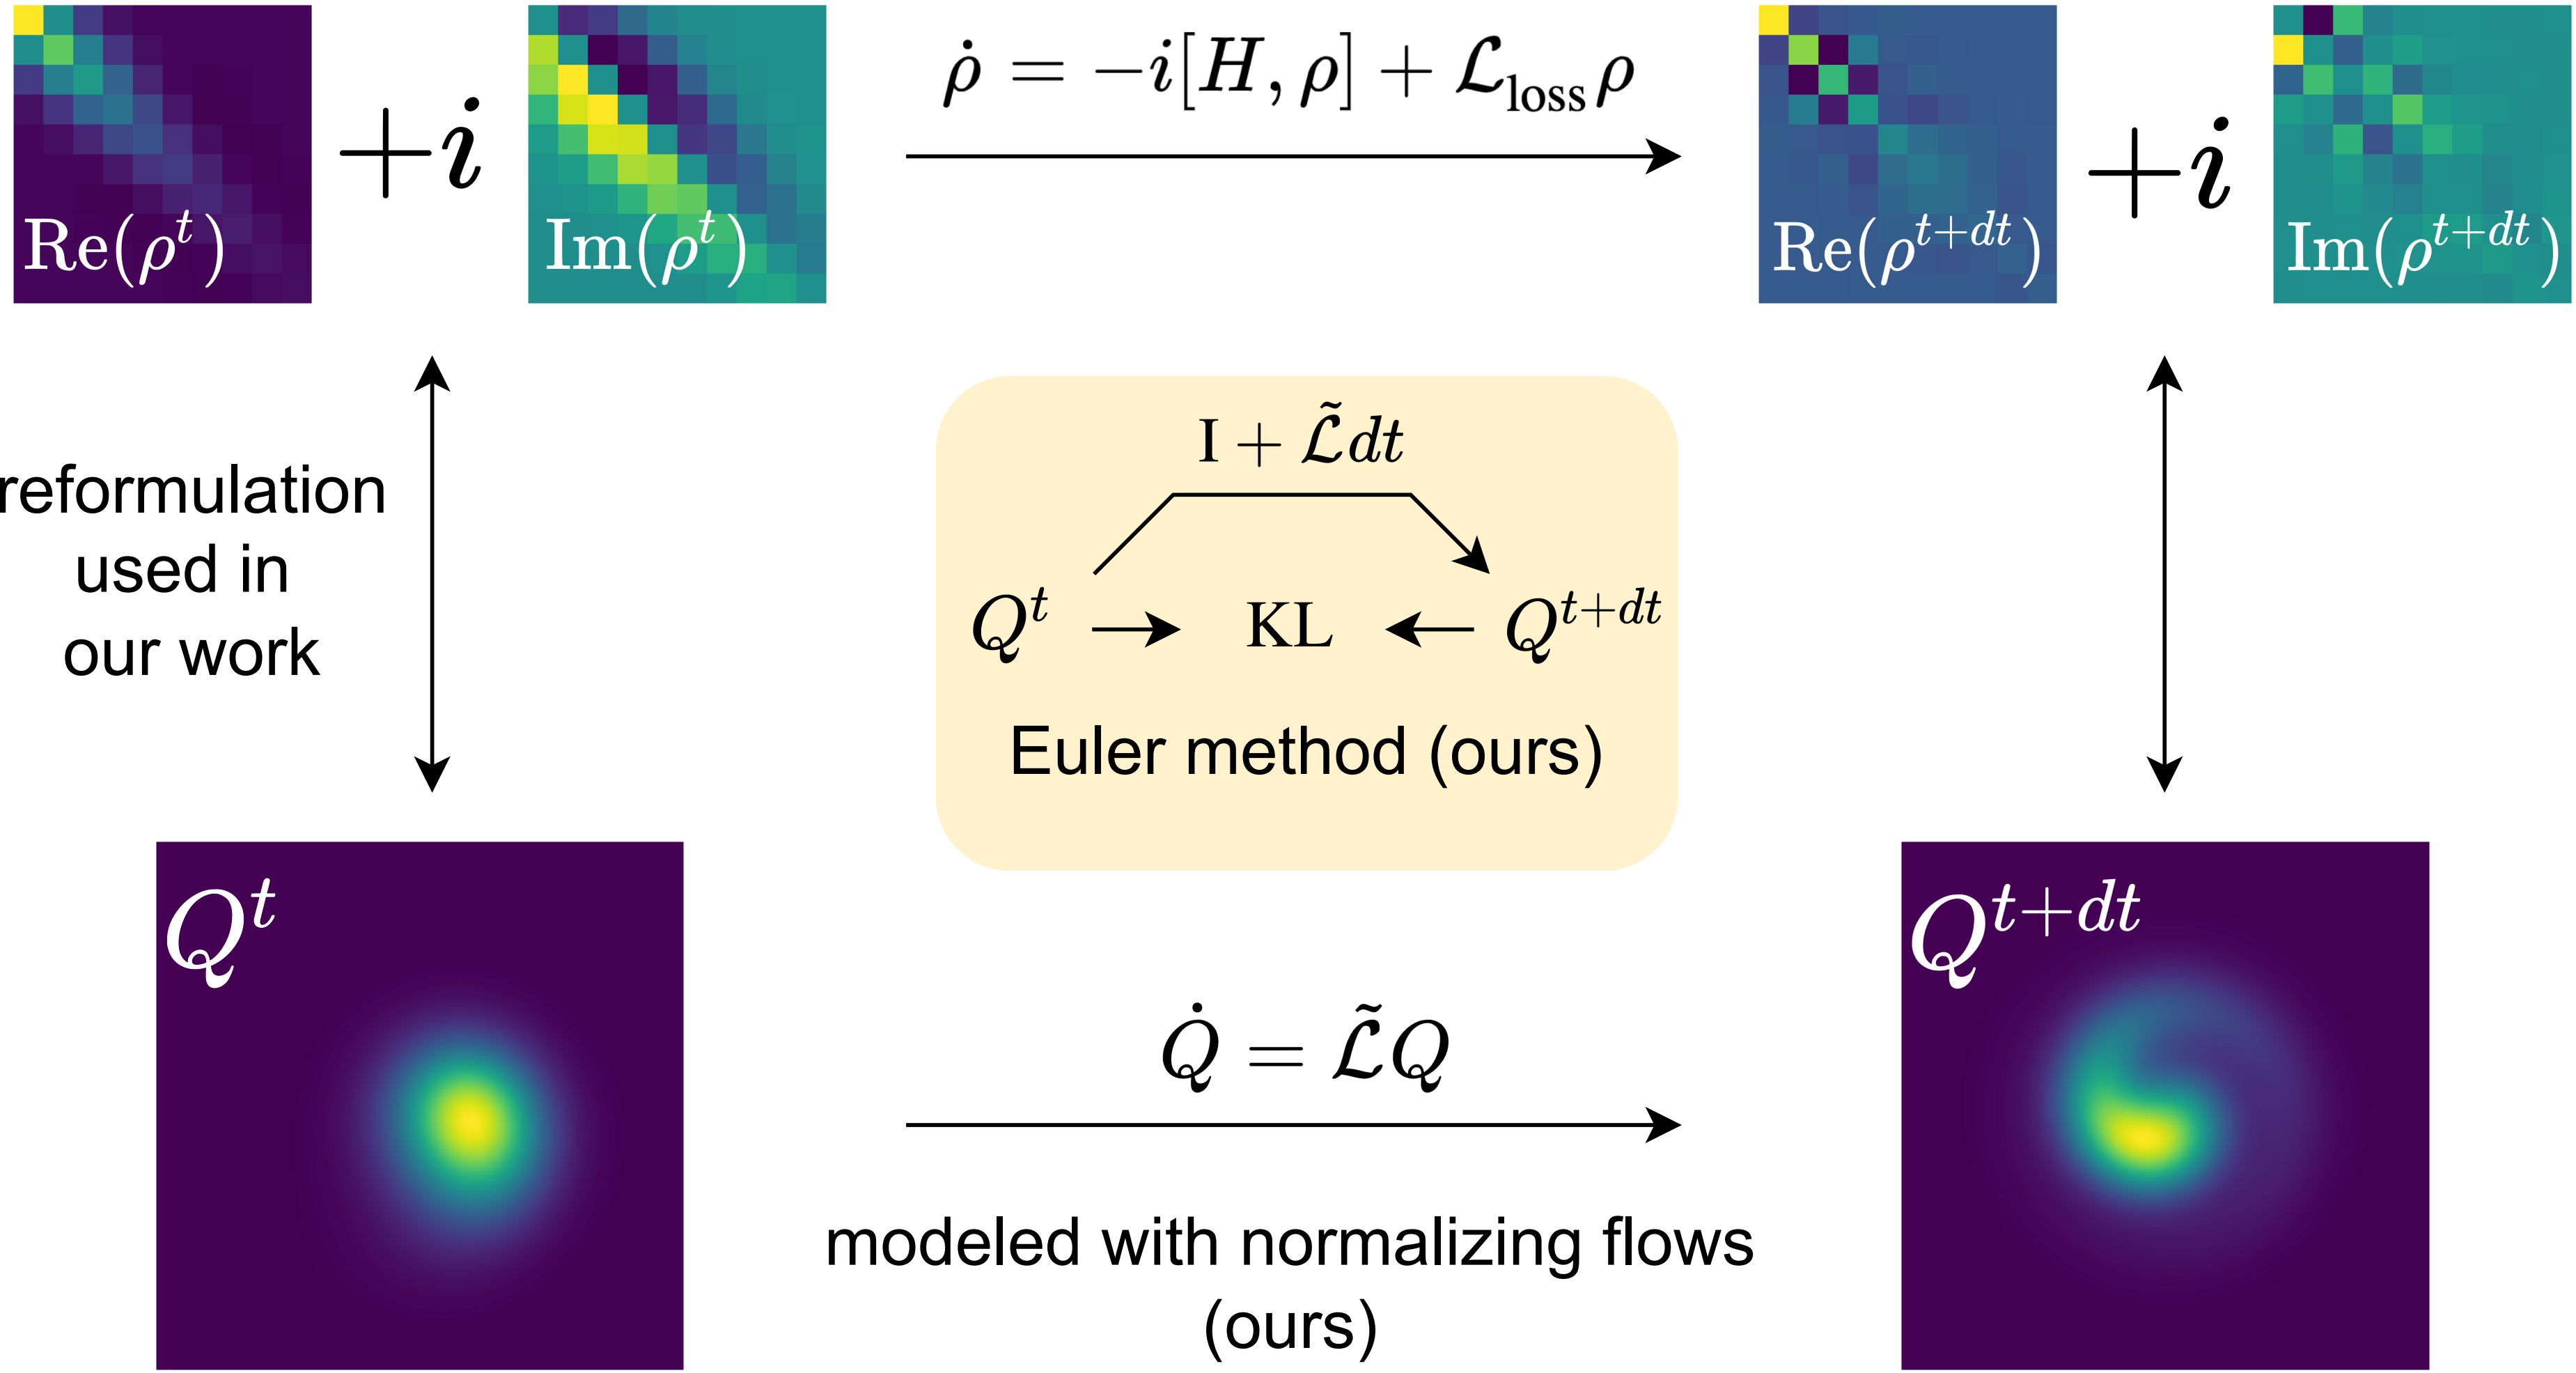 +i
ρ̇ = −i[H, ρ] + ℒ_loss ρ
+i
Re(ρ^t)
Im(ρ^t)
Re(ρ^{t+dt})
Im(ρ^{t+dt})
I + ℒ̃dt
reformulation
used in
our work
Q^t
KL
Q^{t+dt}
Euler method (ours)
Q^t
Q^{t+dt}
Q̇ = ℒ̃Q
modeled with normalizing flows
(ours)